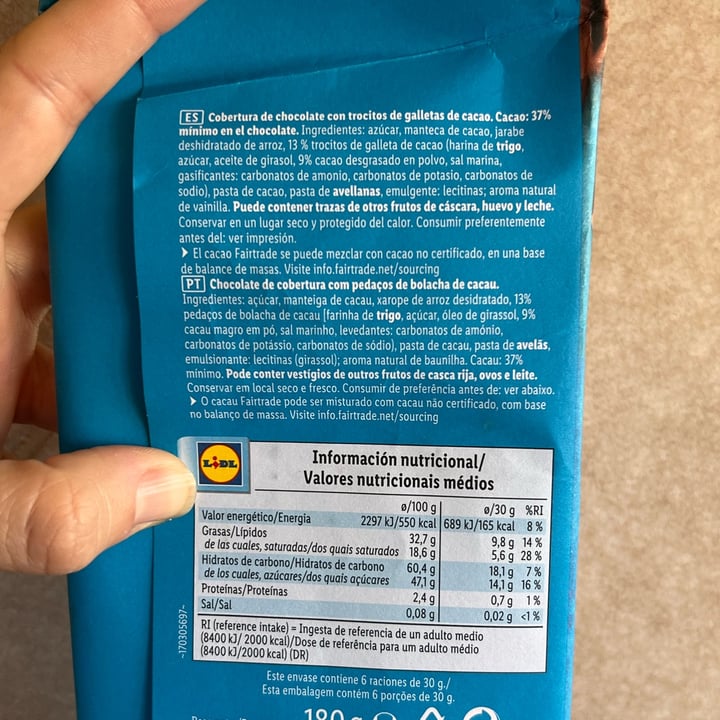 ES Cobertura de chocolate con trocitos de galletas de cacao. Cacao: 37%
mínimo en el chocolate. Ingredientes: azúcar, manteca de cacao, jarabe
deshidratado de arroz, 13 % trocitos de galleta de cacao (harina de trigo,
azúcar, aceite de girasol, 9% cacao desgrasado en polvo, sal marina,
gasificantes: carbonatos de amonio, carbonatos de potasio, carbonatos de
sodio), pasta de cacao, pasta de avellanas, emulgente: lecitinas; aroma natural
de vainilla. Puede contener trazas de otros frutos de cáscara, huevo y leche.
Conservar en un lugar seco y protegido del calor. Consumir preferentemente
antes del: ver impresión.
> El cacao Fairtrade se puede mezclar con cacao no certificado, en una base
de balance de masas. Visite info.fairtrade.net/sourcing
PT Chocolate de cobertura com pedaços de bolacha de cacau.
Ingredientes: açúcar, manteiga de cacau, xarope de arroz desidratado, 13%
pedaços de bolacha de cacau [farinha de trigo, açúcar, óleo de girassol, 9%
cacau magro em pó, sal marinho, levedantes: carbonatos de amónio,
carbonatos de potássio, carbonatos de sódio), pasta de cacau, pasta de avelãs,
emulsionante: lecitinas (girassol); aroma natural de baunilha. Cacau: 37%
mínimo. Pode conter vestígios de outros frutos de casca rija, ovos e leite.
Conservar em local seco e fresco. Consumir de preferência antes de: ver abaixo.
> O cacau Fairtrade pode ser misturado com cacau não certificado, com base
no balanço de massa. Visite info.fairtrade.net/sourcing
LIDL
Información nutricional/
Valores nutricionais médios
ø/100 g ø/30 g %RI
Valor energético/Energia 2297 kJ/550 kcal 689 kJ/165 kcal 8 %
Grasas/Lípidos 32,7 g 9,8 g 14 %
de las cuales, saturadas/dos quais saturados 18,6 g 5,6 g 28 %
Hidratos de carbono/Hidratos de carbono 60,4 g 18,1 g 7 %
de los cuales, azúcares/dos quais açúcares 47,1 g 14,1 g 16 %
Proteínas/Proteínas 2,4 g 0,7 g 1 %
Sal/Sal 0,08 g 0,02 g <1 %
RI (reference intake) = Ingesta de referencia de un adulto medio
(8400 kJ/ 2000 kcal)/Dose de referência para um adulto médio
(8400 kJ/2000 kcal) (DR)
~170305697~
Este envase contiene 6 raciones de 30 g./
Esta embalagem contém 6 porções de 30 g.
180 g